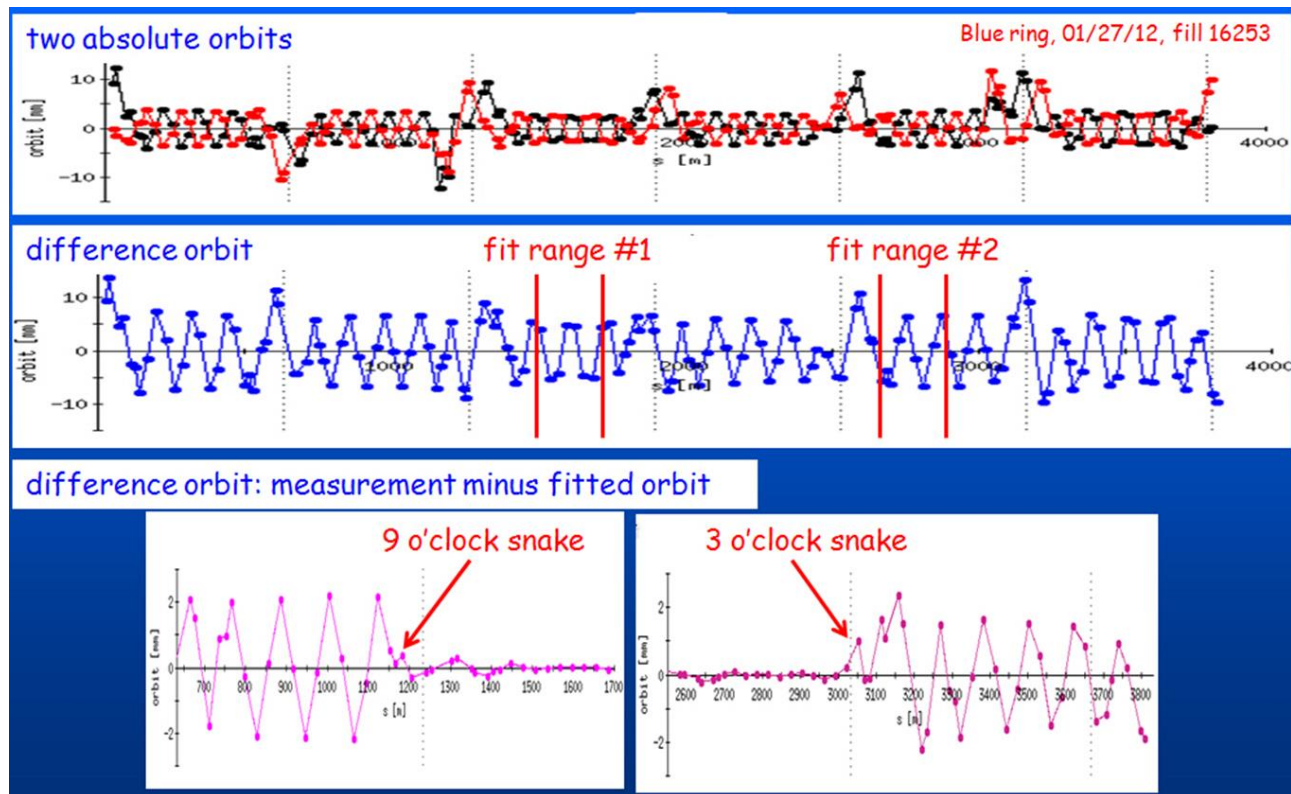 two absolute orbits
Blue ring, 01/27/12, fill 16253
orbit [mm]
10
0
-10
4000
s [m]
difference orbit
fit range #1
fit range #2
orbit [mm]
10
0
-10
1000
2000
4000
s [m]
difference orbit: measurement minus fitted orbit
9 o'clock snake
orbit [mm]
2
0
-2
700 800 900 1000 1100 1200 1300 1400 1500 1600 1700
s [m]
3 o'clock snake
orbit [mm]
2
0
-2
2600 2700 2800 2900 3000 3100 3200 3300 3400 3500 3600 3700 3800
s [m]